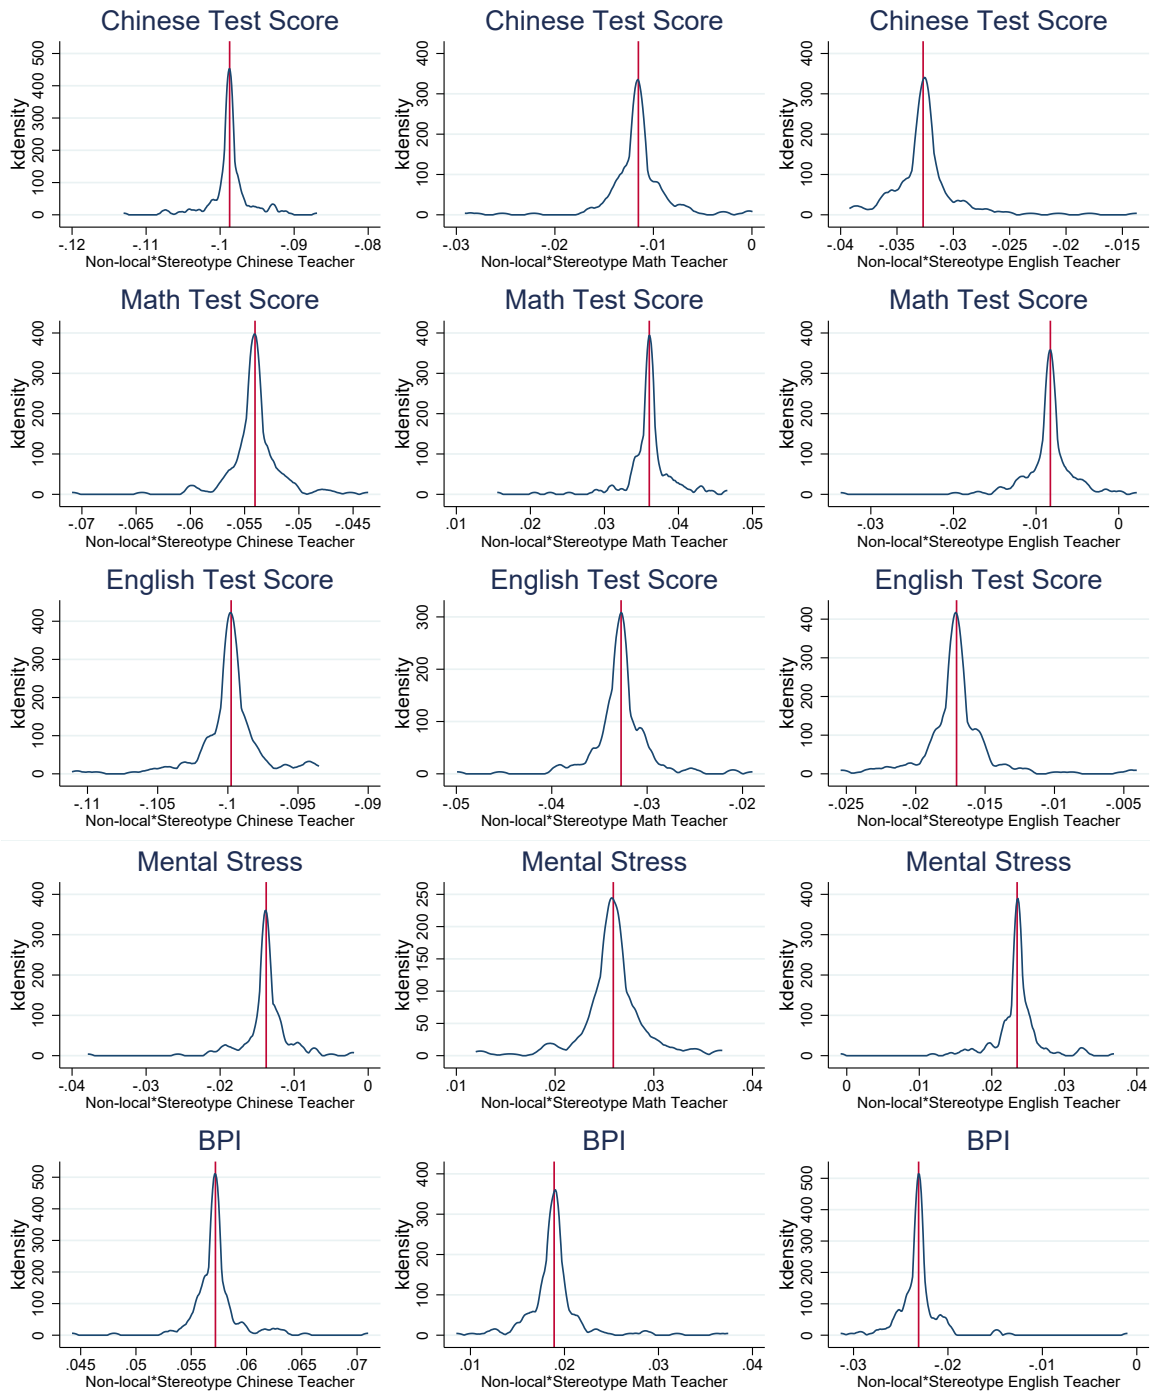 Chinese Test Score
kdensity
0 100 200 300 400 500
-.12 -.11 -.1 -.09 -.08
Non-local*Stereotype Chinese Teacher
Chinese Test Score
kdensity
0 100 200 300 400
-.03 -.02 -.01 0
Non-local*Stereotype Math Teacher
Chinese Test Score
kdensity
0 100 200 300 400
-.04 -.035 -.03 -.025 -.02 -.015
Non-local*Stereotype English Teacher
Math Test Score
kdensity
0 100 200 300 400
-.07 -.065 -.06 -.055 -.05 -.045
Non-local*Stereotype Chinese Teacher
Math Test Score
kdensity
0 100 200 300 400
.01 .02 .03 .04 .05
Non-local*Stereotype Math Teacher
Math Test Score
kdensity
0 100 200 300 400
-.03 -.02 -.01 0
Non-local*Stereotype English Teacher
English Test Score
kdensity
0 100 200 300 400
-.11 -.105 -.1 -.095 -.09
Non-local*Stereotype Chinese Teacher
English Test Score
kdensity
0 100 200 300
-.05 -.04 -.03 -.02
Non-local*Stereotype Math Teacher
English Test Score
kdensity
0 100 200 300 400
-.025 -.02 -.015 -.01 -.005
Non-local*Stereotype English Teacher
Mental Stress
kdensity
0 100 200 300 400
-.04 -.03 -.02 -.01 0
Non-local*Stereotype Chinese Teacher
Mental Stress
kdensity
0 50 100 150 200 250
.01 .02 .03 .04
Non-local*Stereotype Math Teacher
Mental Stress
kdensity
0 100 200 300 400
0 .01 .02 .03 .04
Non-local*Stereotype English Teacher
BPI
kdensity
0 100 200 300 400 500
.045 .05 .055 .06 .065 .07
Non-local*Stereotype Chinese Teacher
BPI
kdensity
0 100 200 300 400
.01 .02 .03 .04
Non-local*Stereotype Math Teacher
BPI
kdensity
0 100 200 300 400 500
-.03 -.02 -.01 0
Non-local*Stereotype English Teacher